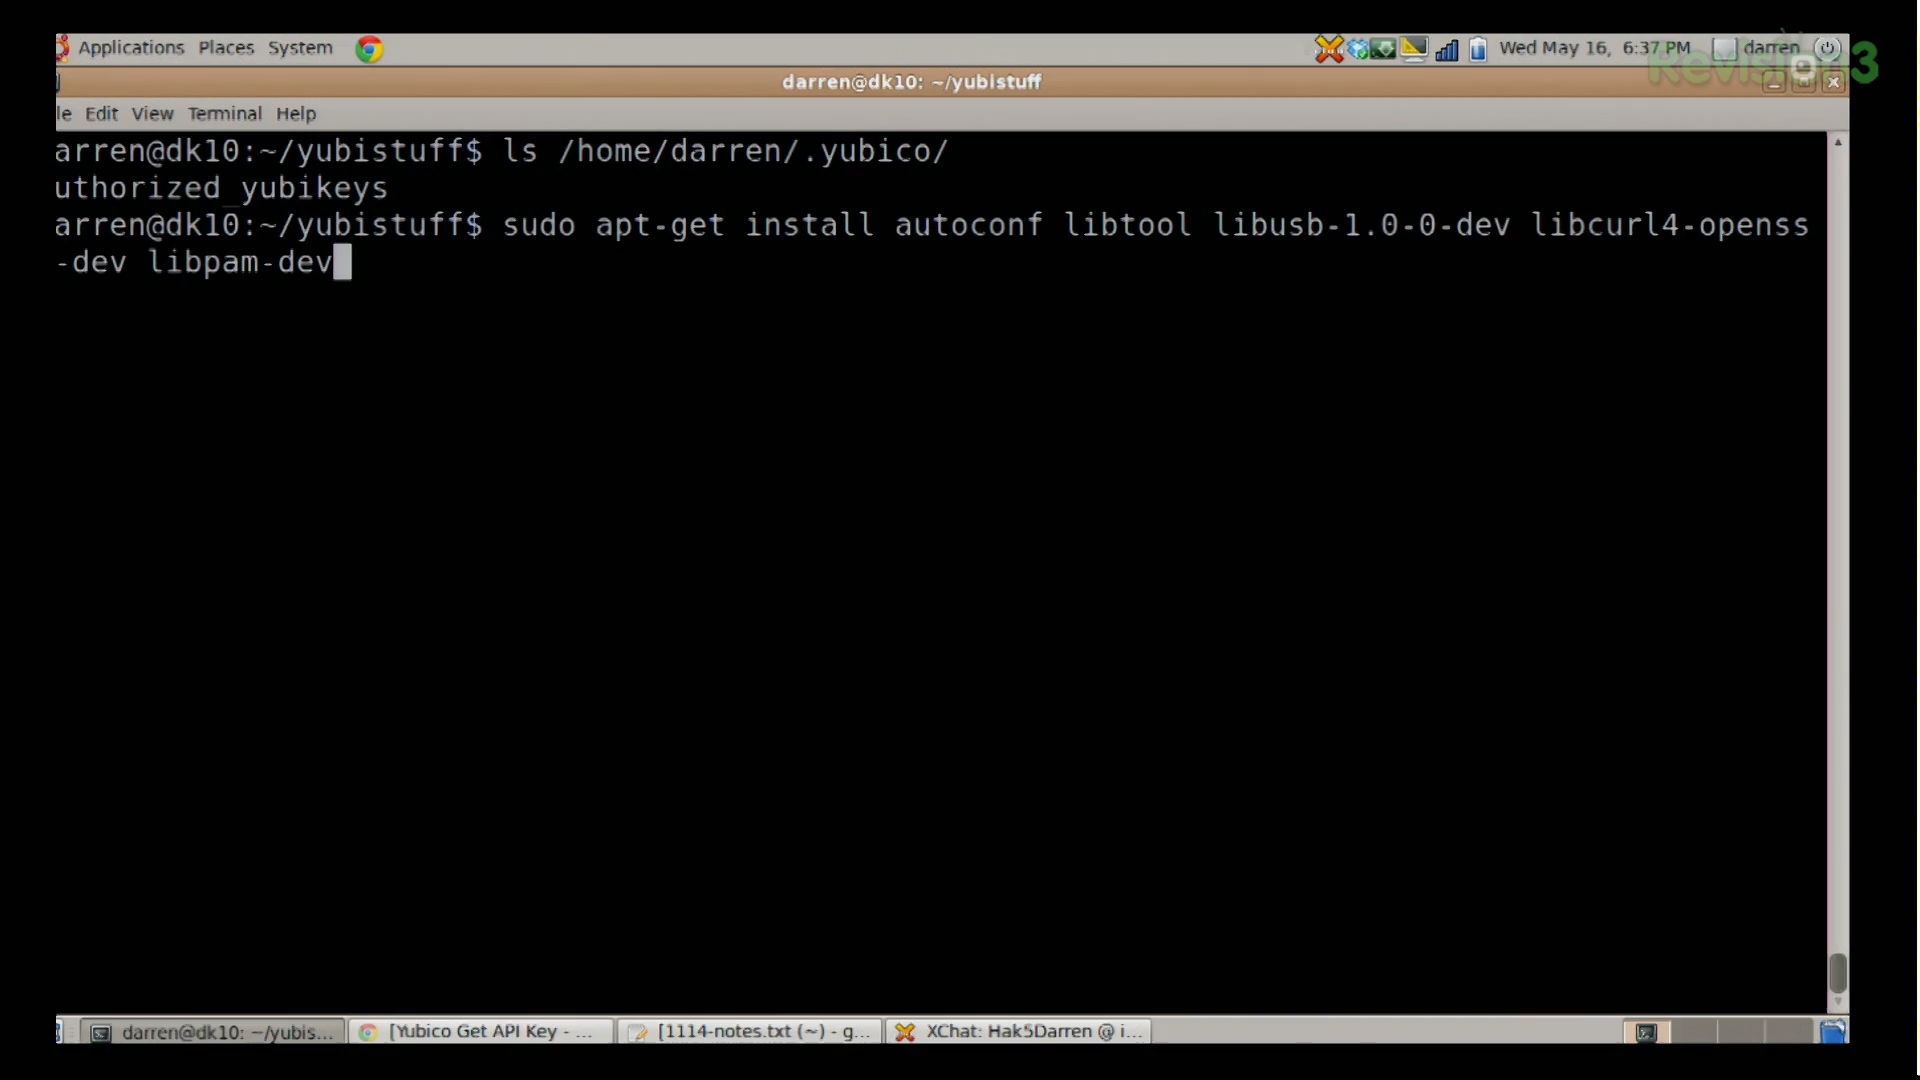 Applications Places System
Wed May 16, 6:37 PM darren
Revision3
darren@dk10: ~/yubistuff
le Edit View Terminal Help
arren@dk10:~/yubistuff$ ls /home/darren/.yubico/
uthorized_yubikeys
arren@dk10:~/yubistuff$ sudo apt-get install autoconf libtool libusb-1.0-0-dev libcurl4-openss
-dev libpam-dev
darren@dk10: ~/yubis... [Yubico Get API Key - ... [1114-notes.txt (~) - g... XChat: Hak5Darren @ i...